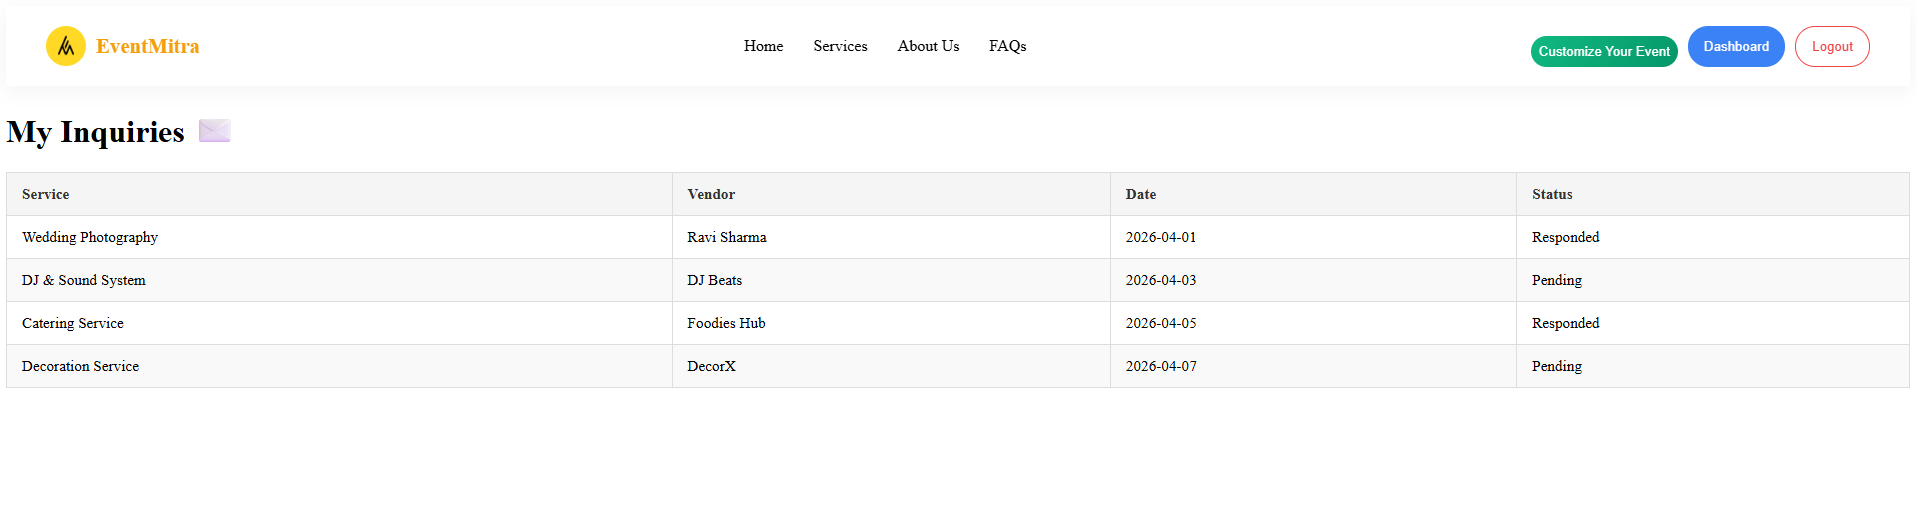 EventMitra Home Services About Us FAQs Customize Your Event Dashboard Logout
My Inquiries
Service Vendor Date Status
Wedding Photography Ravi Sharma 2026-04-01 Responded
DJ & Sound System DJ Beats 2026-04-03 Pending
Catering Service Foodies Hub 2026-04-05 Responded
Decoration Service DecorX 2026-04-07 Pending